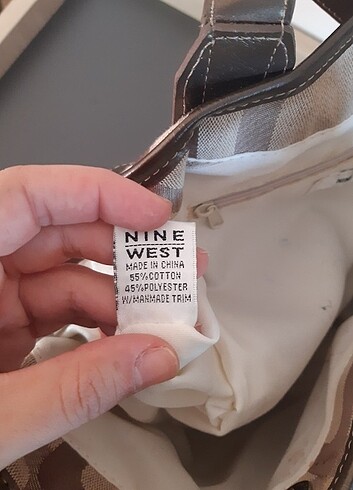 NINE
WEST
MADE IN CHINA
55%COTTON
45%POLYESTER
W/MANMADE TRIM